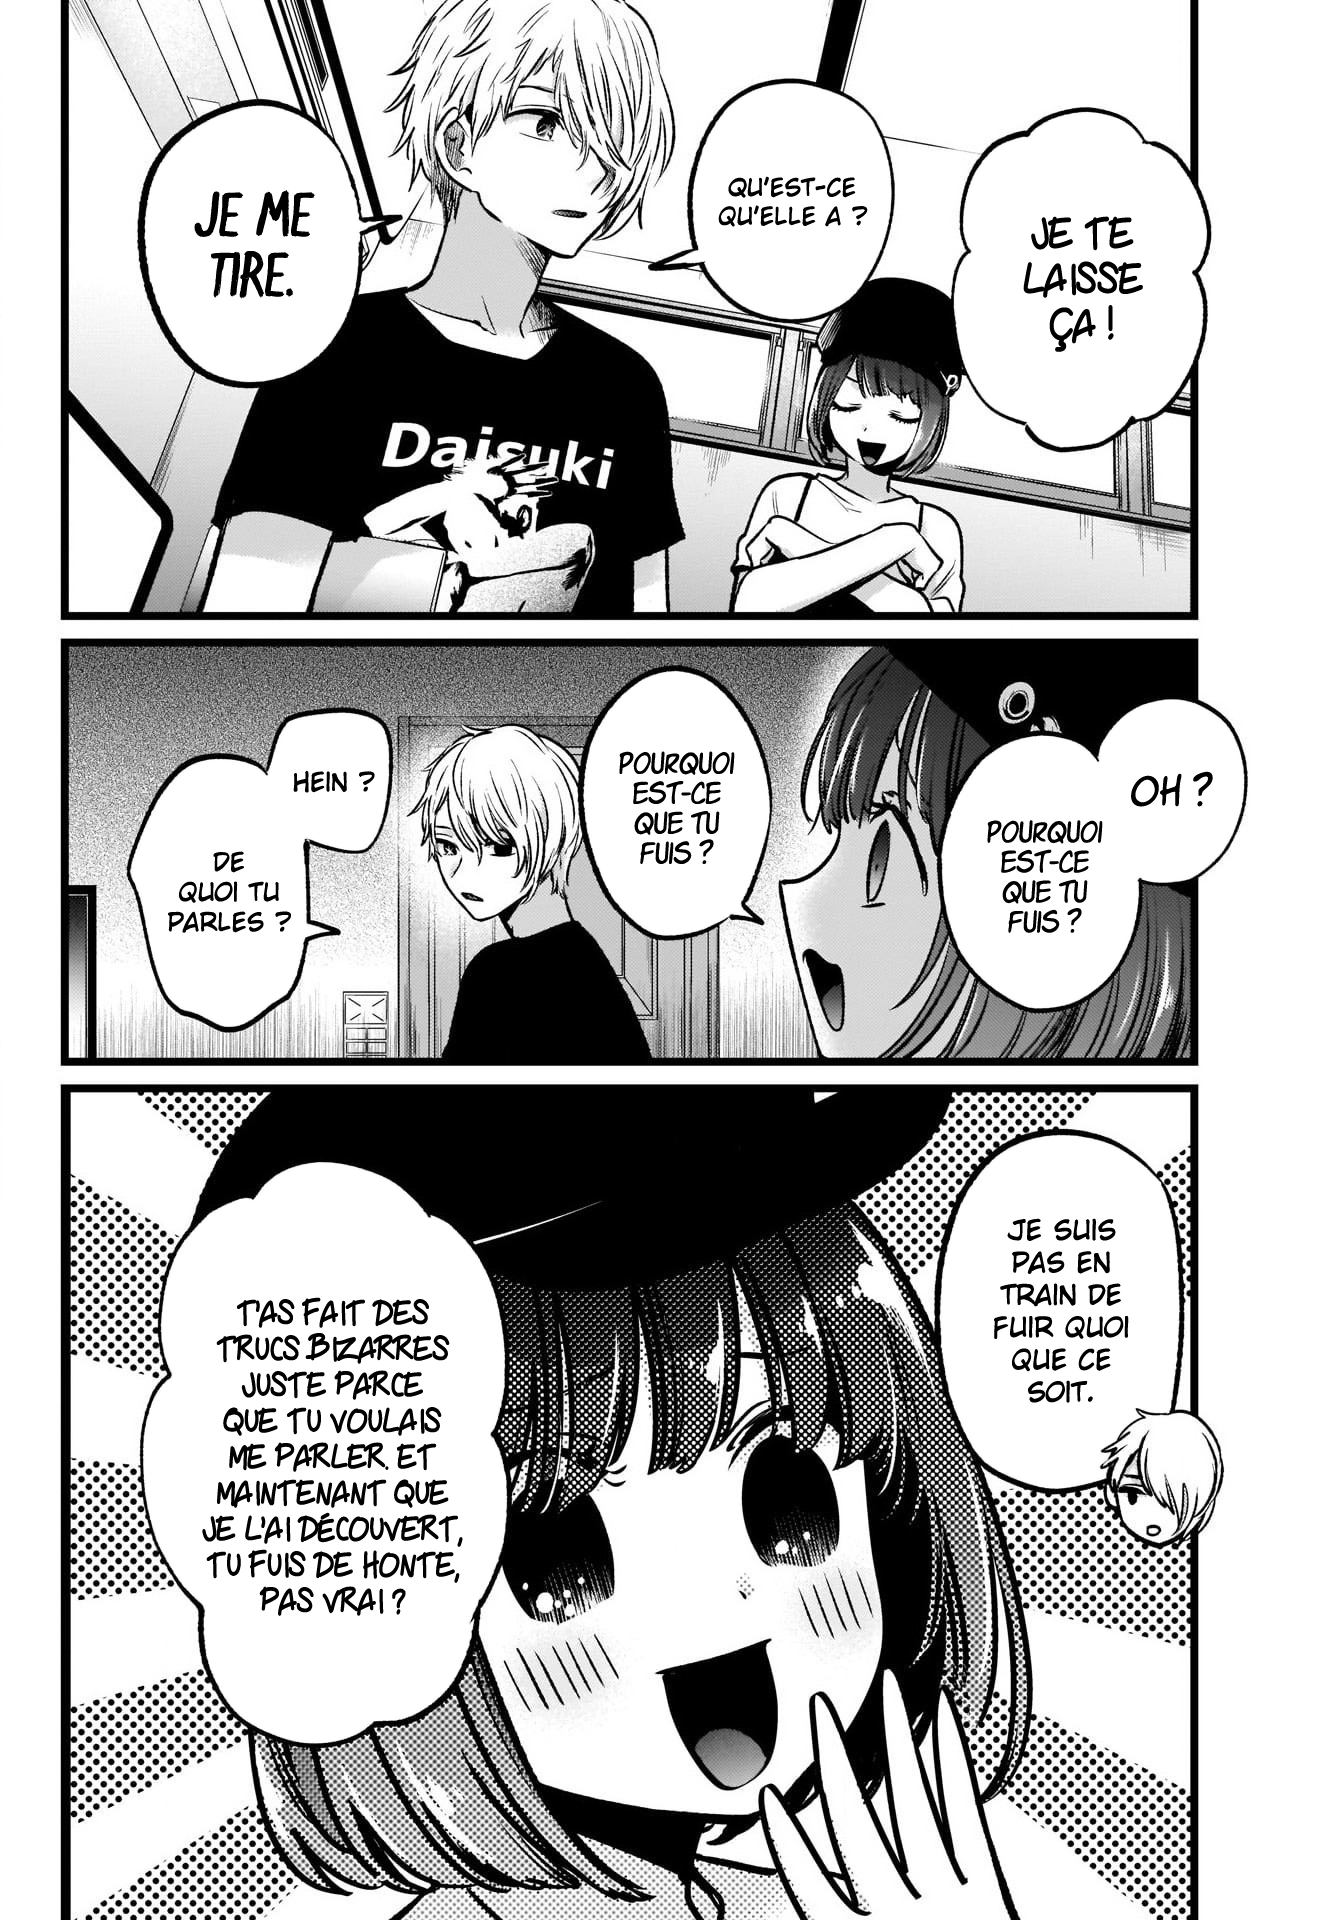 JE TE
LAISSE
ÇA !
QU'EST-CE
QU'ELLE A ?
JE ME
TIRE.
Daisuki
OH ?
POURQUOI
EST-CE
QUE TU
FUIS ?
POURQUOI
EST-CE
QUE TU
FUIS ?
HEIN ?
DE
QUOI TU
PARLES ?
JE SUIS
PAS EN
TRAIN DE
FUIR QUOI
QUE CE
SOIT.
T'AS FAIT DES
TRUCS BIZARRES
JUSTE PARCE
QUE TU VOULAIS
ME PARLER. ET
MAINTENANT QUE
JE L'AI DÉCOUVERT,
TU FUIS DE HONTE,
PAS VRAI ?